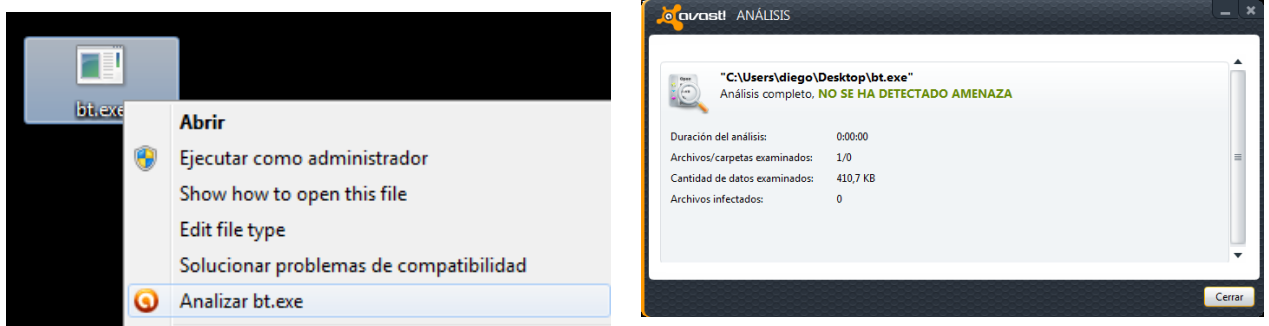 bt.exe
Abrir
Ejecutar como administrador
Show how to open this file
Edit file type
Solucionar problemas de compatibilidad
Analizar bt.exe
avast! ANÁLISIS
"C:\Users\diego\Desktop\bt.exe"
Análisis completo, NO SE HA DETECTADO AMENAZA
Duración del análisis: 0:00:00
Archivos/carpetas examinados: 1/0
Cantidad de datos examinados: 410,7 KB
Archivos infectados: 0
Cerrar